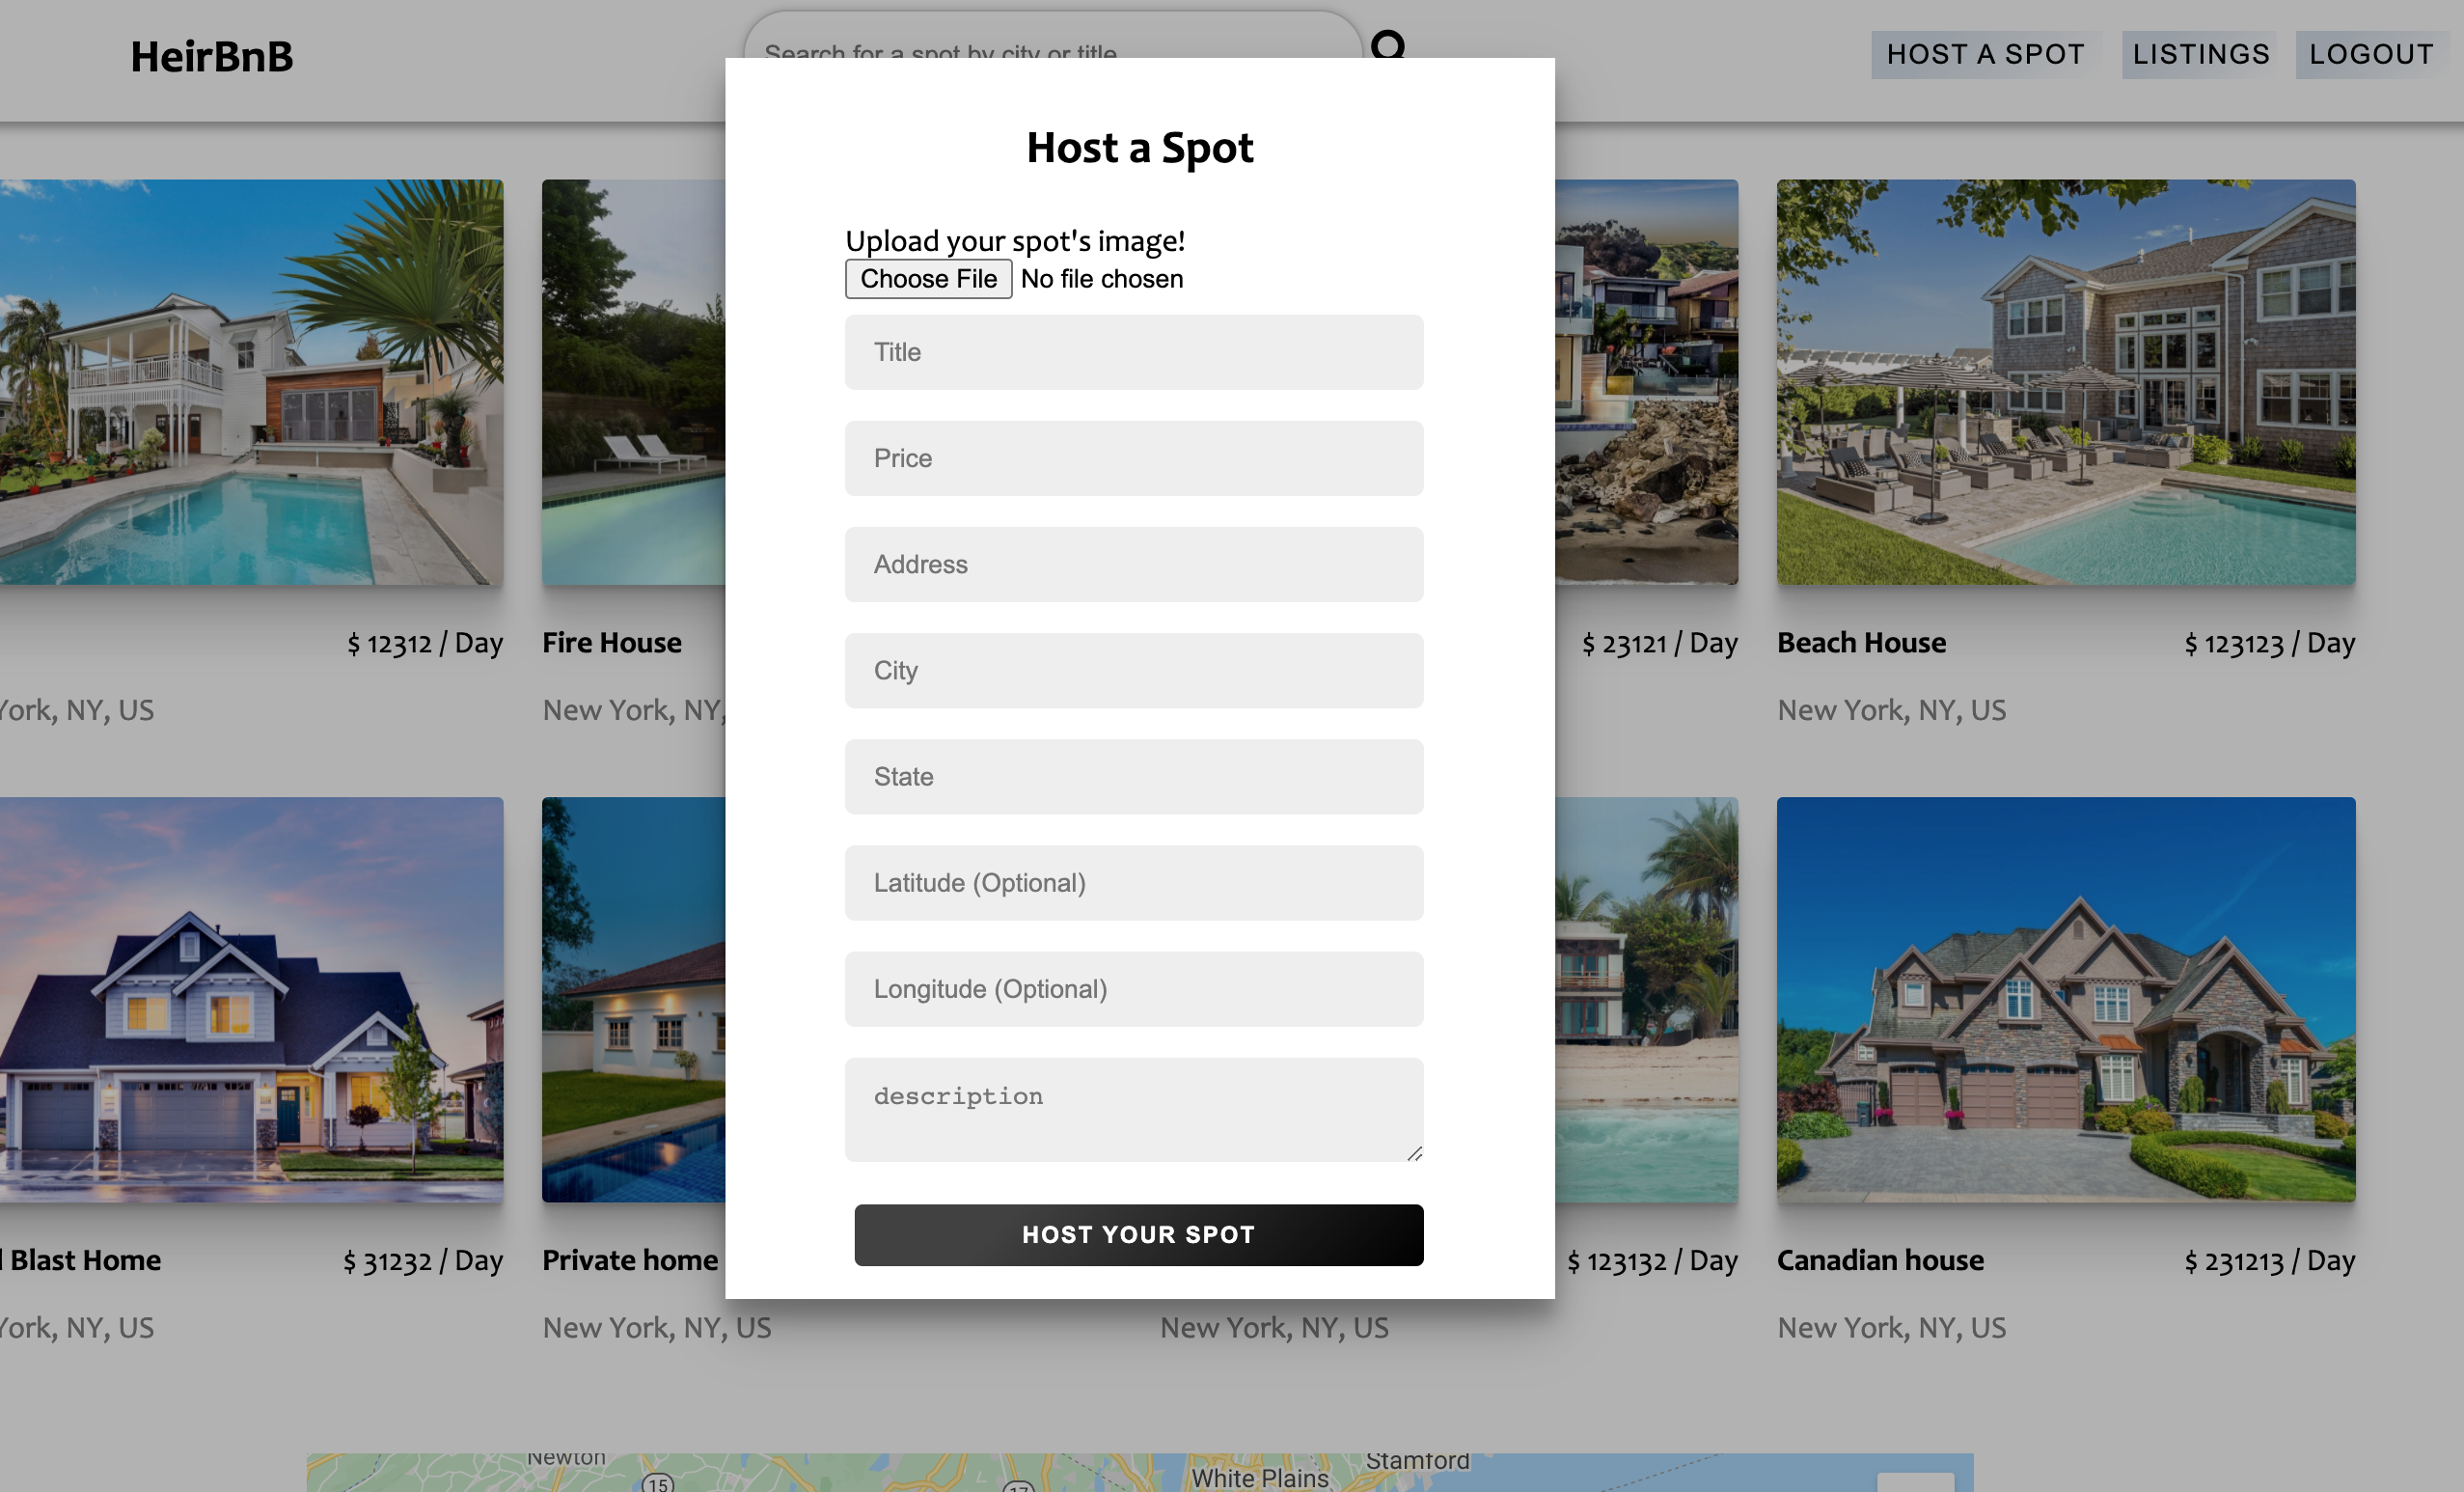 HeirBnB
Search for a spot by city or title
HOST A SPOT
LISTINGS
LOGOUT
Host a Spot
Upload your spot's image!
Choose File No file chosen
Title
Price
Address
City
State
Latitude (Optional)
Longitude (Optional)
description
HOST YOUR SPOT
$ 12312 / Day
Fire House
$ 23121 / Day
Beach House
$ 123123 / Day
York, NY, US
New York, NY,
New York, NY, US
Blast Home
$ 31232 / Day
Private home
$ 123132 / Day
Canadian house
$ 231213 / Day
York, NY, US
New York, NY, US
New York, NY, US
New York, NY, US
Newton
15
17
White Plains
Stamford